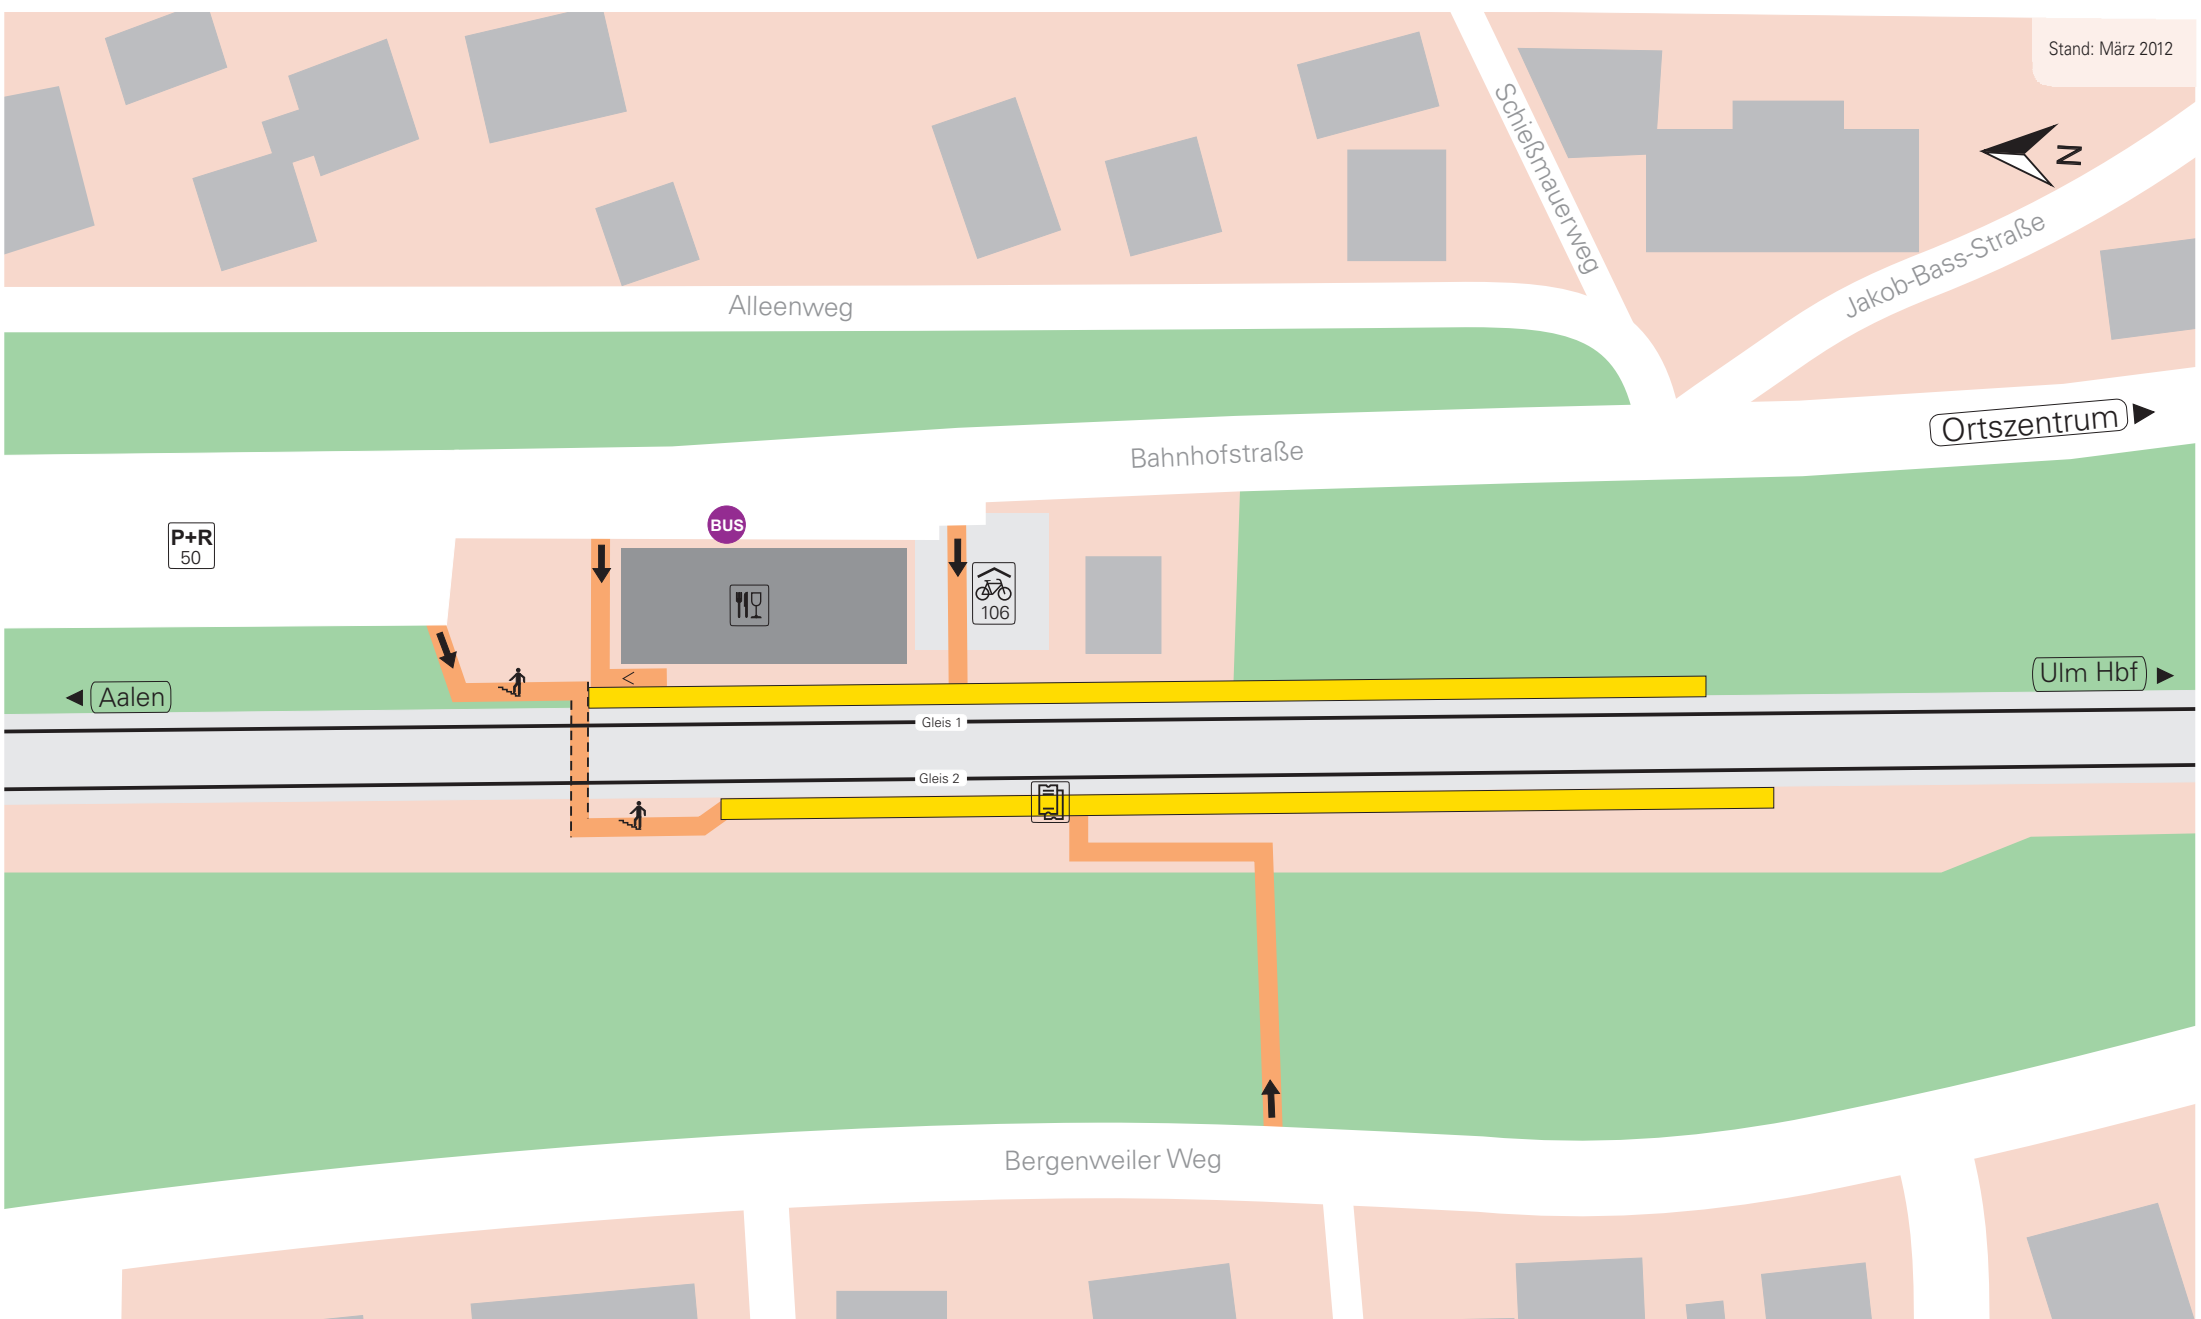 Stand: März 2012
Schießmauerweg
N
Jakob-Bass-Straße
Alleenweg
Ortszentrum
Bahnhofstraße
BUS
P+R
50
106
Aalen
<
Ulm Hbf
Gleis 1
Gleis 2
Bergenweiler Weg